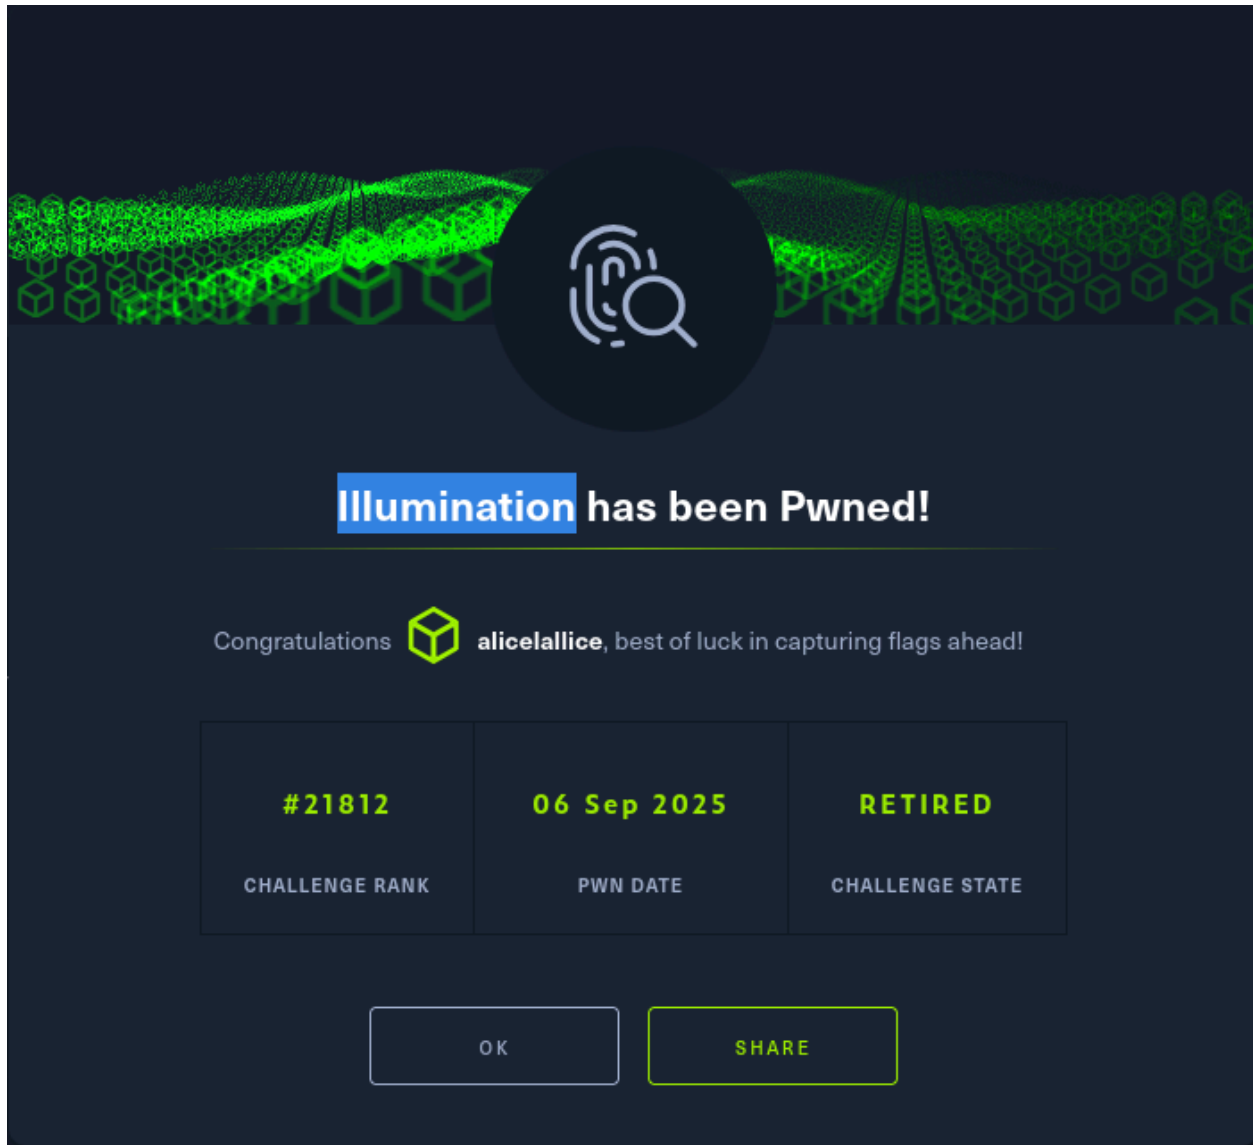 Illumination has been Pwned!
Congratulations alicelallice, best of luck in capturing flags ahead!
#21812
06 Sep 2025
RETIRED
CHALLENGE RANK
PWN DATE
CHALLENGE STATE
OK
SHARE